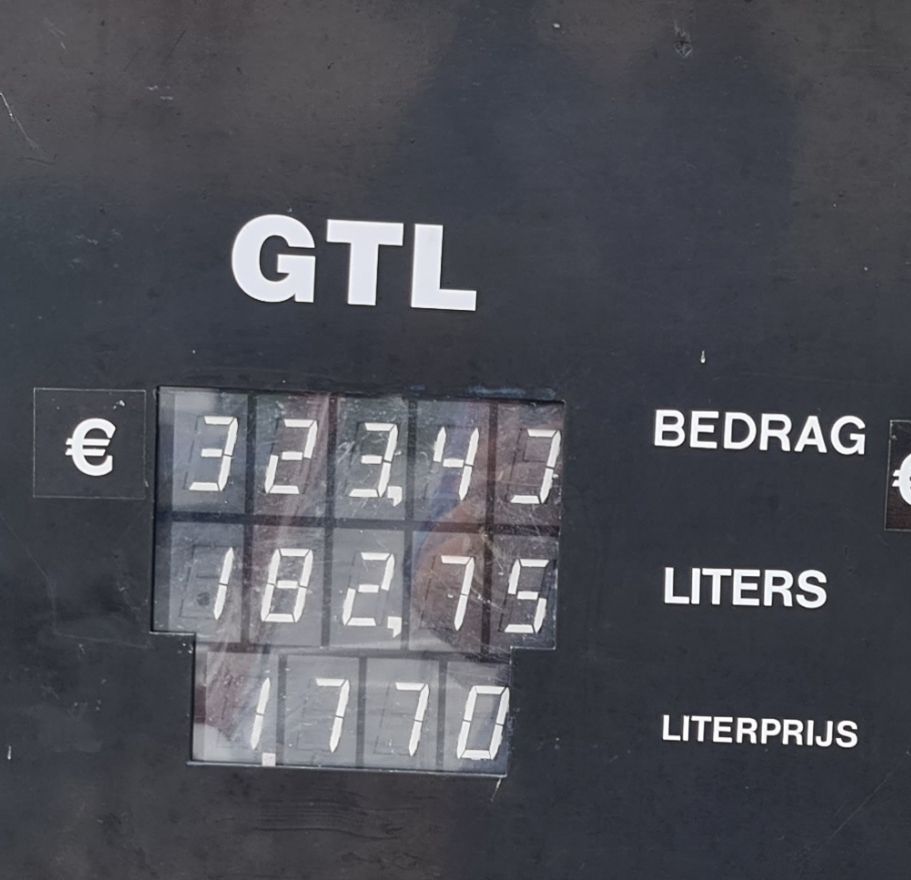 GTL
€ 323,47 BEDRAG €
182,75 LITERS
1,770 LITERPRIJS